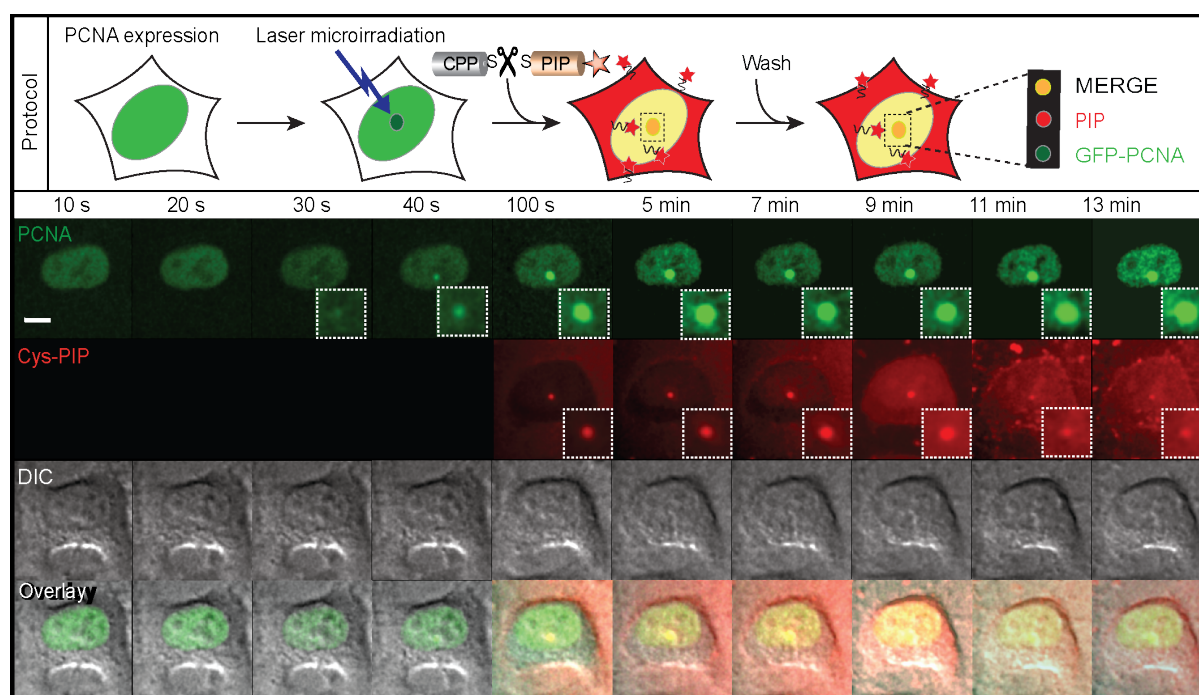 Protocol
PCNA expression
Laser microirradiation
CPP S S PIP
Wash
MERGE
PIP
GFP-PCNA
10 s 20 s 30 s 40 s 100 s 5 min 7 min 9 min 11 min 13 min
PCNA
Cys-PIP
DIC
Overlay